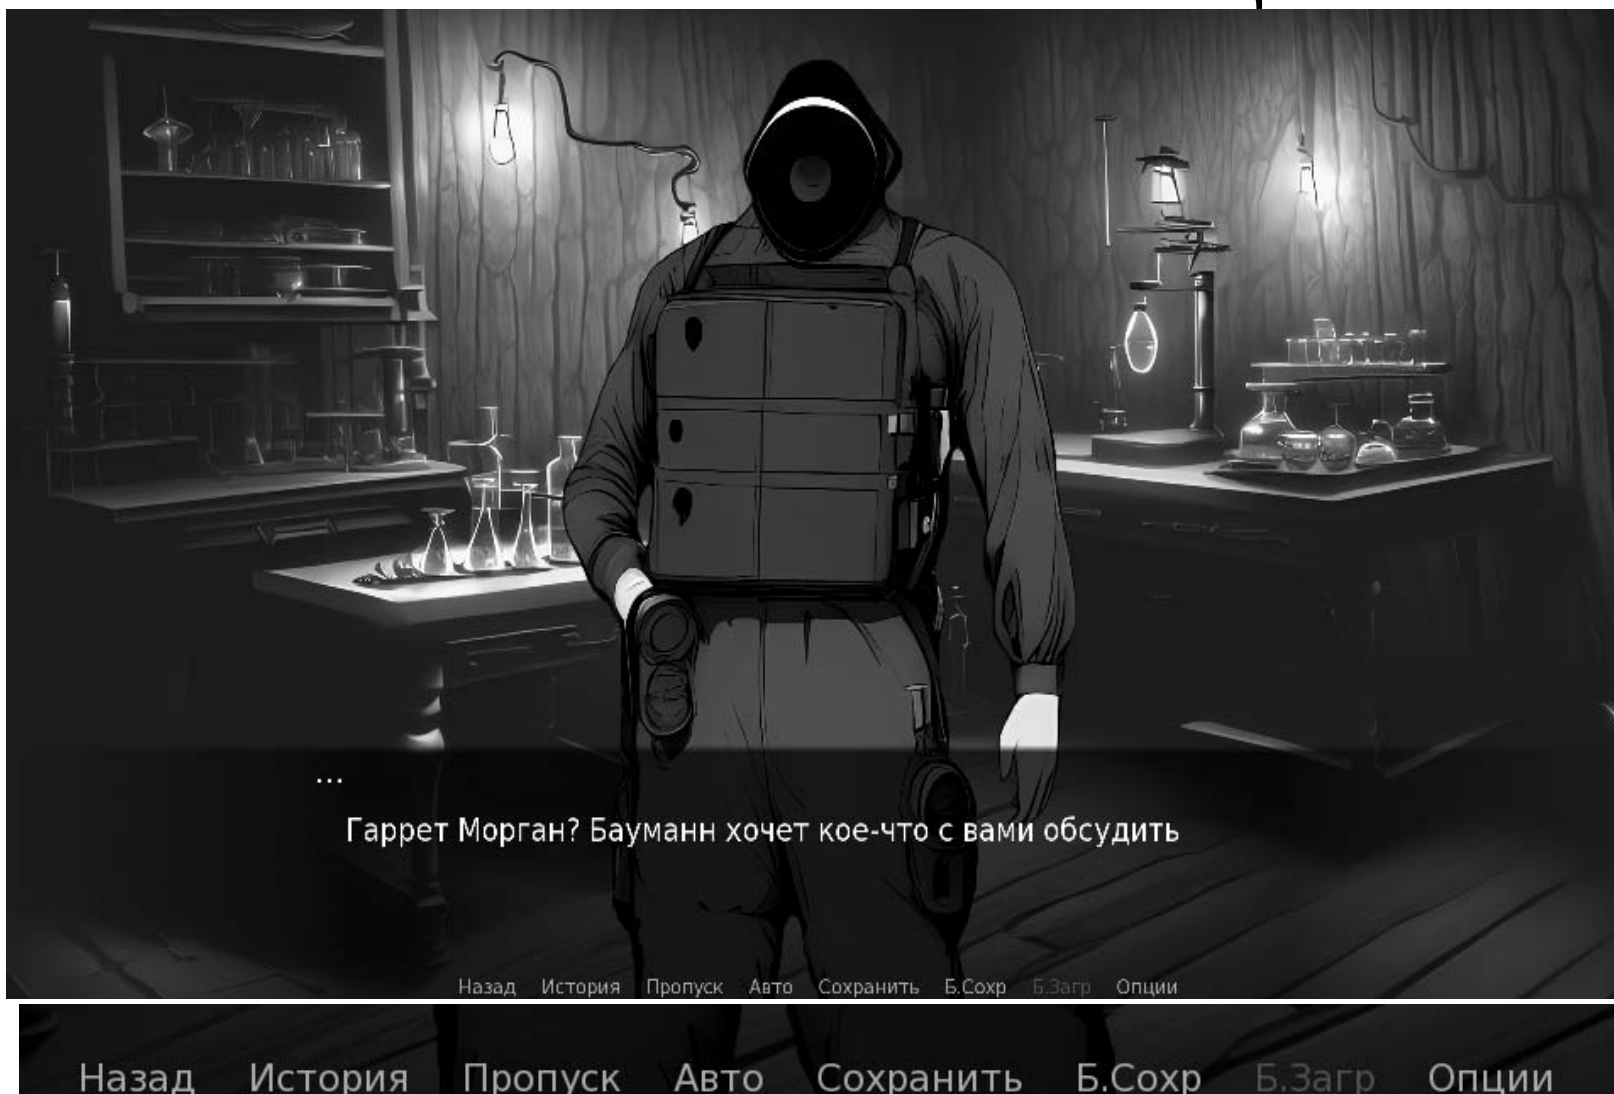 ...
Гаррет Морган? Бауманн хочет кое-что с вами обсудить
Назад История Пропуск Авто Сохранить Б.Сохр Б.Загр Опции
Назад История Пропуск Авто Сохранить Б.Сохр Б.Загр Опции